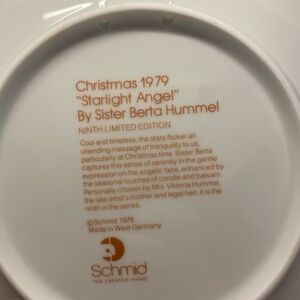 Christmas 1979
"Starlight Angel"
By Sister Berta Hummel
NINTH LIMITED EDITION
Cool and timeless, the stars flicker an
unending message of tranquility to us,
particularly at Christmas time. Sister Berta
captures this sense of serenity in the gentle
expression on the angelic face, enhanced by
the seasonal touches of candle and balsam.
Personally chosen by Mrs. Viktoria Hummel,
the late artist's mother and legal heir, it is the
ninth in the series.
©Schmid 1978
Made in West Germany
Schmid
THE CREATIVE HAND